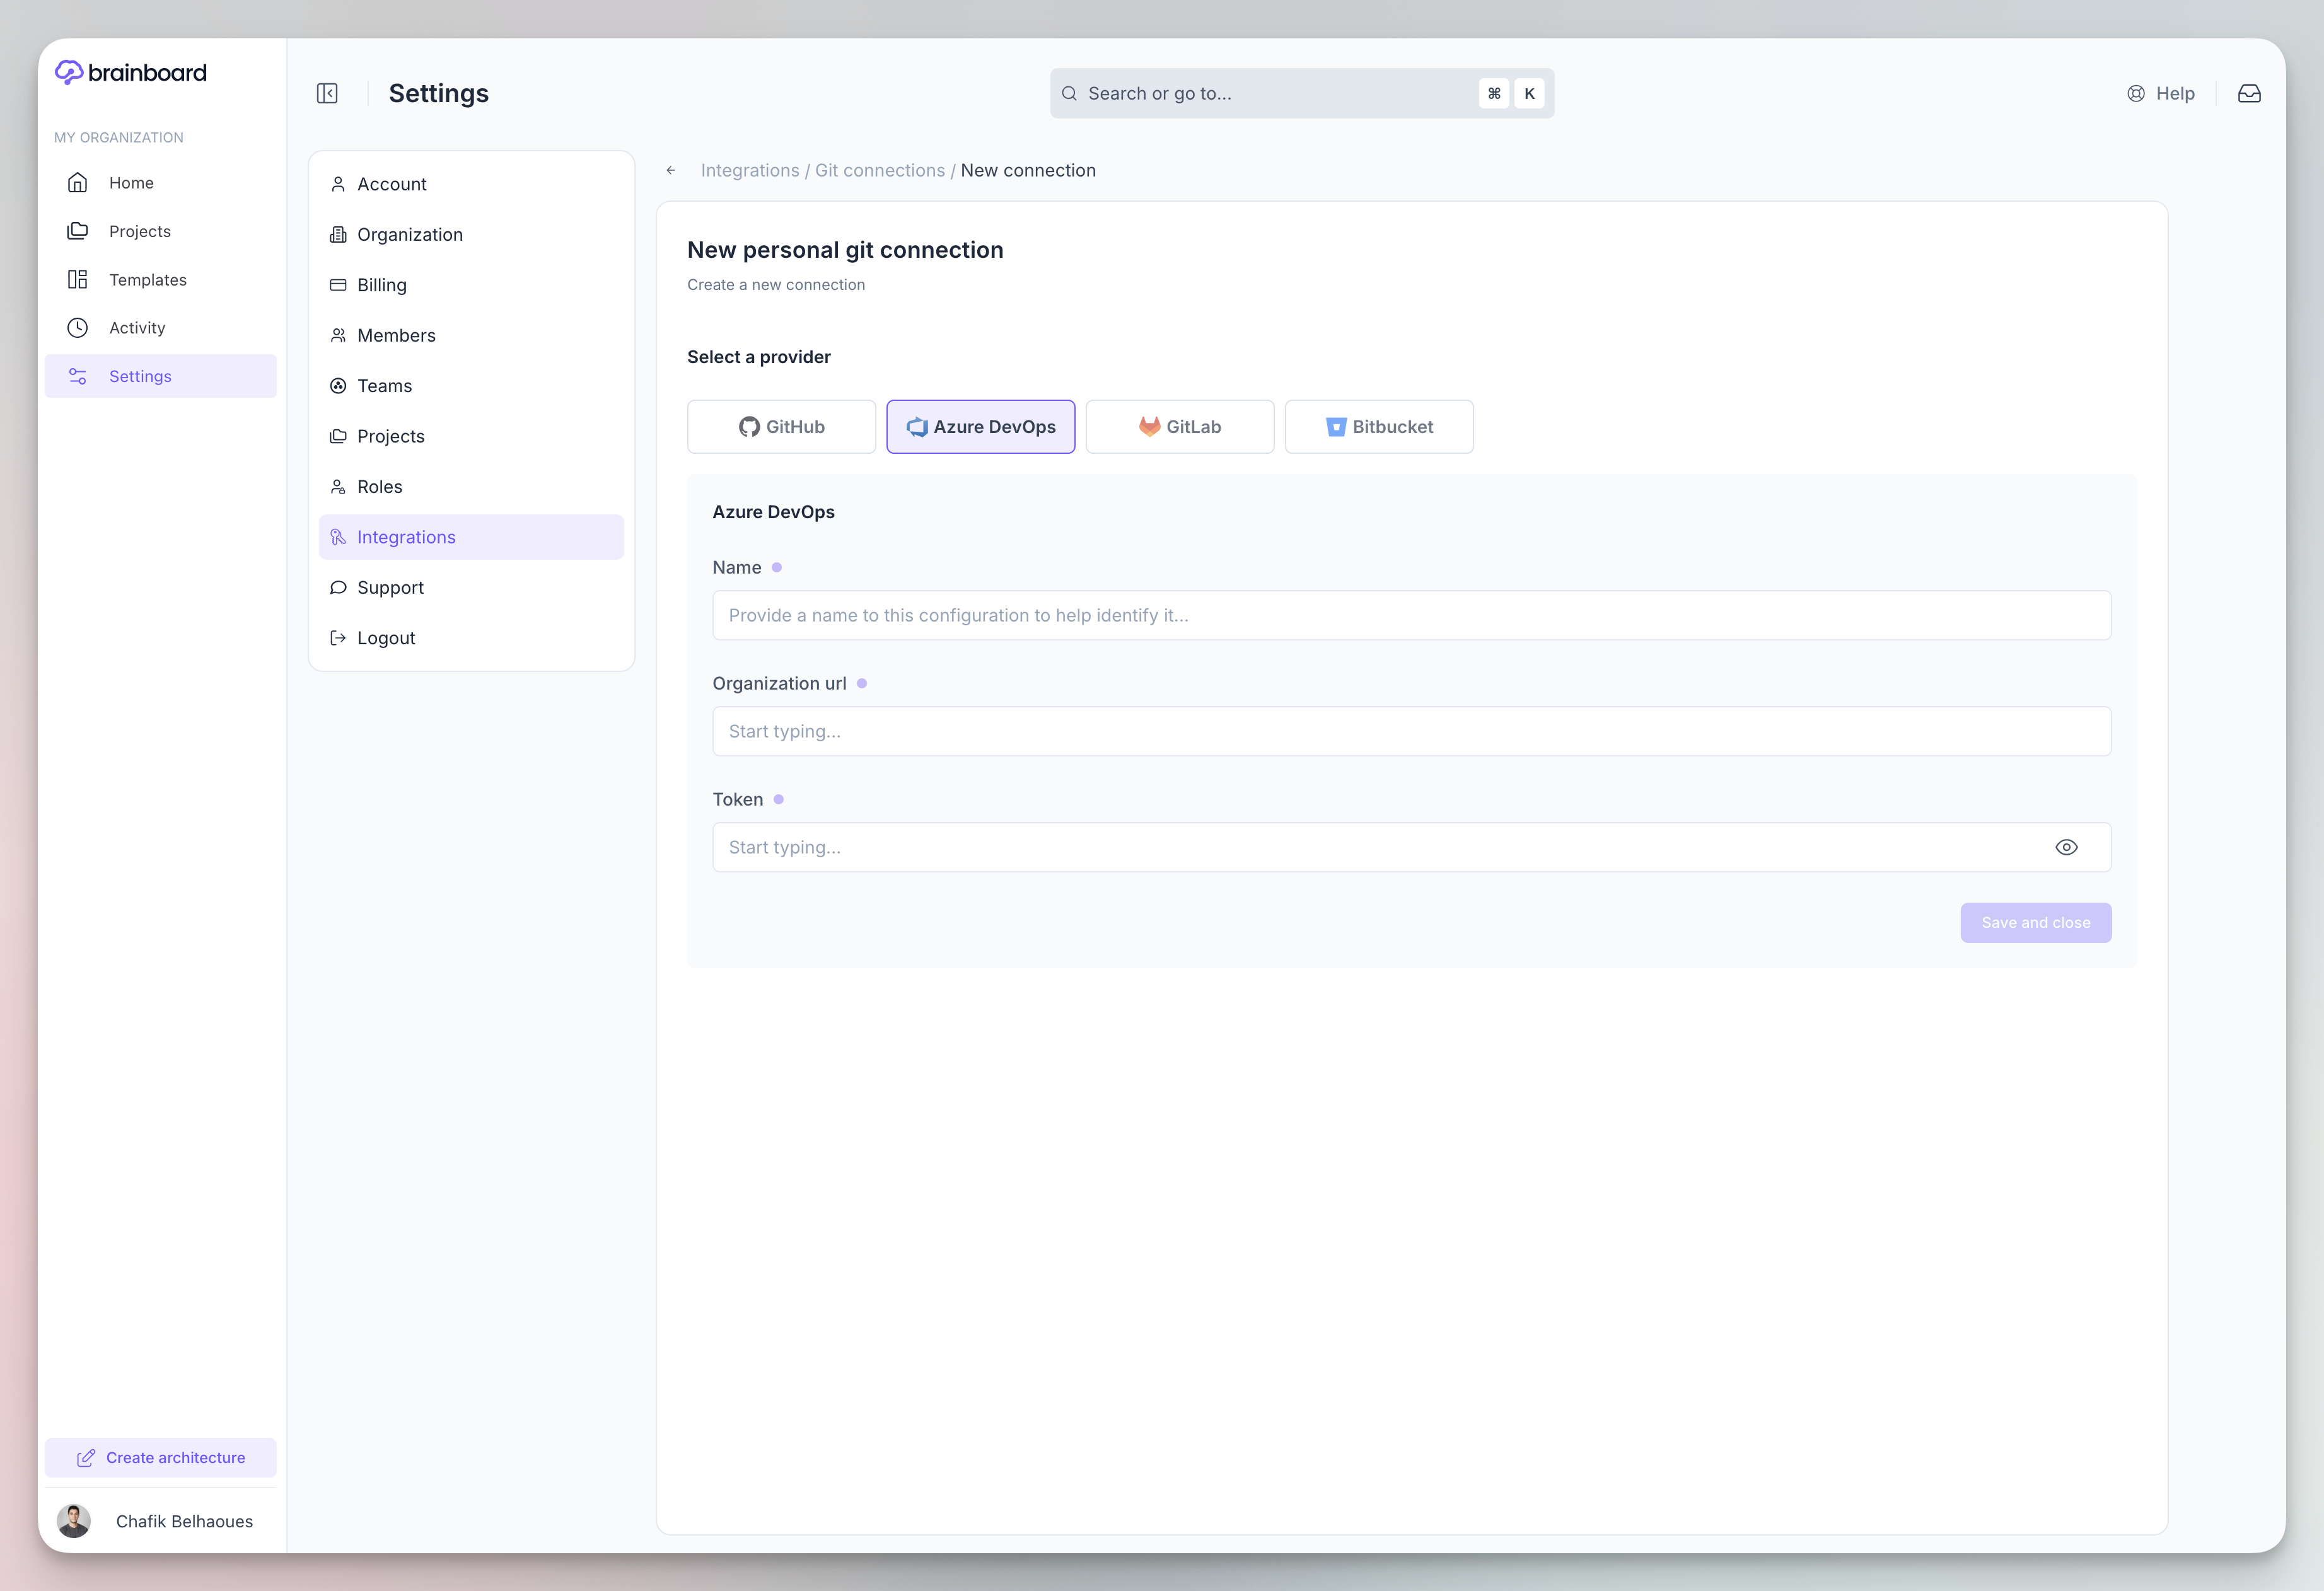 brainboard
MY ORGANIZATION
Home
Projects
Templates
Activity
Settings
Create architecture
Chafik Belhaoues
Settings
Search or go to...
⌘ K
Help
Account
Organization
Billing
Members
Teams
Projects
Roles
Integrations
Support
Logout
Integrations / Git connections / New connection
New personal git connection
Create a new connection
Select a provider
GitHub
Azure DevOps
GitLab
Bitbucket
Azure DevOps
Name
Provide a name to this configuration to help identify it...
Organization url
Start typing...
Token
Start typing...
Save and close